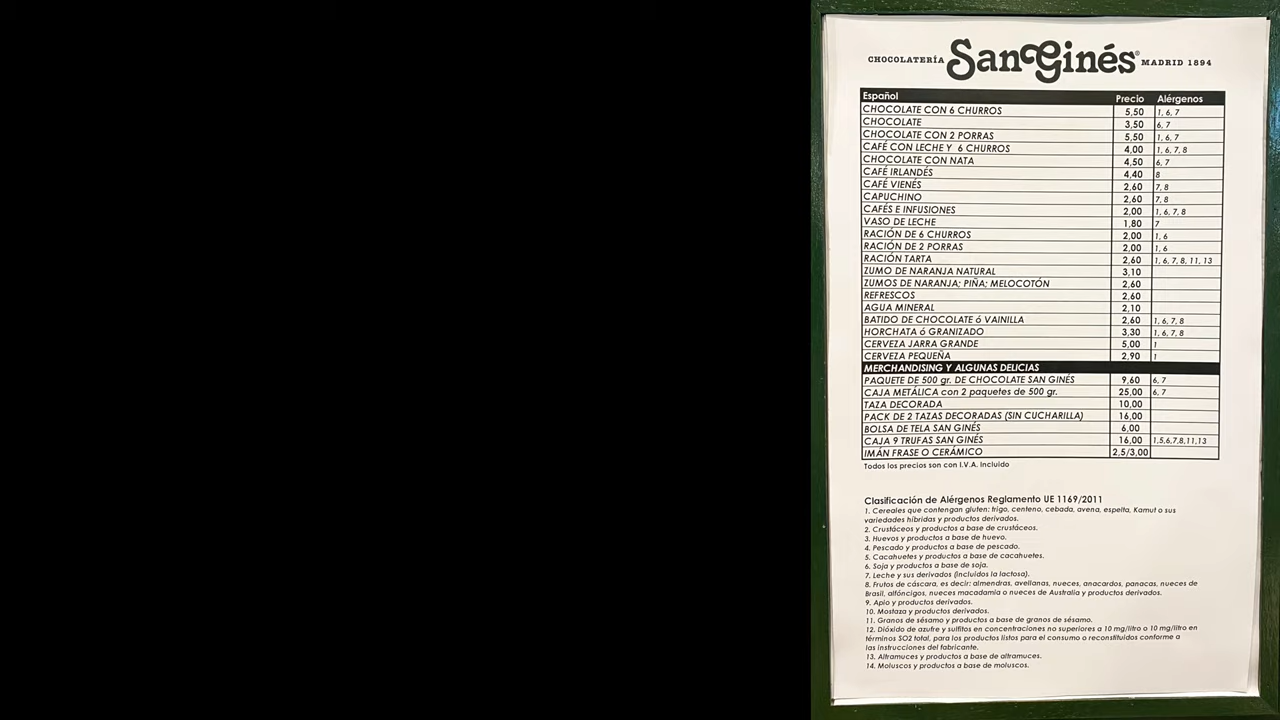 CHOCOLATERÍA SanGinés® MADRID 1894
Español Precio Alérgenos
CHOCOLATE CON 6 CHURROS 5,50 1, 6, 7
CHOCOLATE 3,50 6, 7
CHOCOLATE CON 2 PORRAS 5,50 1, 6, 7
CAFÉ CON LECHE Y 6 CHURROS 4,00 1, 6, 7, 8
CHOCOLATE CON NATA 4,50 6, 7
CAFÉ IRLANDÉS 4,40 8
CAFÉ VIENÉS 2,60 7, 8
CAPUCHINO 2,60 7, 8
CAFÉS E INFUSIONES 2,00 1, 6, 7, 8
VASO DE LECHE 1,80 7
RACIÓN DE 6 CHURROS 2,00 1, 6
RACIÓN DE 2 PORRAS 2,00 1, 6
RACIÓN TARTA 2,60 1, 6, 7, 8, 11, 13
ZUMO DE NARANJA NATURAL 3,10
ZUMOS DE NARANJA; PIÑA; MELOCOTÓN 2,60
REFRESCOS 2,60
AGUA MINERAL 2,10
BATIDO DE CHOCOLATE ó VAINILLA 2,60 1, 6, 7, 8
HORCHATA ó GRANIZADO 3,30 1, 6, 7, 8
CERVEZA JARRA GRANDE 5,00 1
CERVEZA PEQUEÑA 2,90 1
MERCHANDISING Y ALGUNAS DELICIAS
PAQUETE DE 500 gr. DE CHOCOLATE SAN GINÉS 9,60 6, 7
CAJA METÁLICA con 2 paquetes de 500 gr. 25,00 6, 7
TAZA DECORADA 10,00
PACK DE 2 TAZAS DECORADAS (SIN CUCHARILLA) 16,00
BOLSA DE TELA SAN GINÉS 6,00
CAJA 9 TRUFAS SAN GINÉS 16,00 1,5,6,7,8,11,13
IMÁN FRASE O CERÁMICO 2,5/3,00
Todos los precios son con I.V.A. Incluido
Clasificación de Alérgenos Reglamento UE 1169/2011
1. Cereales que contengan gluten: trigo, centeno, cebada, avena, espelta, Kamut o sus
variedades híbridas y productos derivados.
2. Crustáceos y productos a base de crustáceos.
3. Huevos y productos a base de huevo.
4. Pescado y productos a base de pescado.
5. Cacahuetes y productos a base de cacahuetes.
6. Soja y productos a base de soja.
7. Leche y sus derivados (incluidos la lactosa).
8. Frutos de cáscara, es decir: almendras, avellanas, nueces, anacardos, panacas, nueces de
Brasil, alfóncigos, nueces macadamia o nueces de Australia y productos derivados.
9. Apio y productos derivados.
10. Mostaza y productos derivados.
11. Granos de sésamo y productos a base de granos de sésamo.
12. Dióxido de azufre y sulfitos en concentraciones no superiores a 10 mg/litro o 10 mg/litro en
términos SO2 total, para los productos listos para el consumo o reconstituidos conforme a
las instrucciones del fabricante.
13. Altramuces y productos a base de altramuces.
14. Moluscos y productos a base de moluscos.